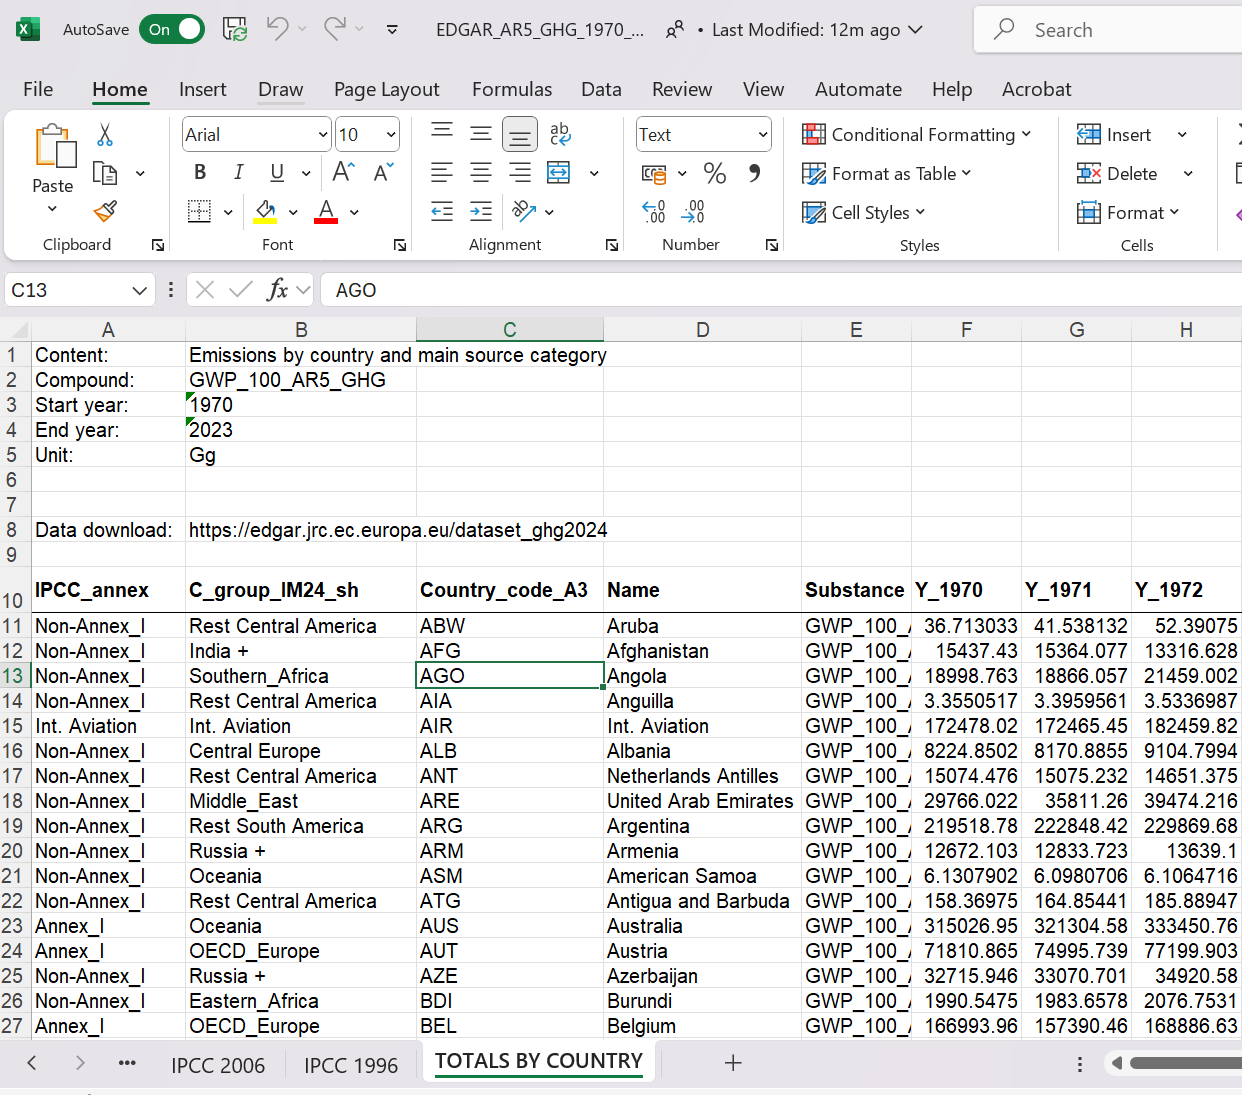 AutoSave On EDGAR_AR5_GHG_1970_... • Last Modified: 12m ago Search
File Home Insert Draw Page Layout Formulas Data Review View Automate Help Acrobat
Paste Arial 10 Text Conditional Formatting Insert
B I U A A % Format as Table Delete
A Cell Styles Format
Clipboard Font Alignment Number Styles Cells
C13 fx AGO
A B C D E F G H
1 Content: Emissions by country and main source category
2 Compound: GWP_100_AR5_GHG
3 Start year: 1970
4 End year: 2023
5 Unit: Gg
6
7
8 Data download: https://edgar.jrc.ec.europa.eu/dataset_ghg2024
9
10 IPCC_annex C_group_IM24_sh Country_code_A3 Name Substance Y_1970 Y_1971 Y_1972
11 Non-Annex_I Rest Central America ABW Aruba GWP_100_ 36.713033 41.538132 52.39075
12 Non-Annex_I India + AFG Afghanistan GWP_100_ 15437.43 15364.077 13316.628
13 Non-Annex_I Southern_Africa AGO Angola GWP_100_ 18998.763 18866.057 21459.002
14 Non-Annex_I Rest Central America AIA Anguilla GWP_100_ 3.3550517 3.3959561 3.5336987
15 Int. Aviation Int. Aviation AIR Int. Aviation GWP_100_ 172478.02 172465.45 182459.82
16 Non-Annex_I Central Europe ALB Albania GWP_100_ 8224.8502 8170.8855 9104.7994
17 Non-Annex_I Rest Central America ANT Netherlands Antilles GWP_100_ 15074.476 15075.232 14651.375
18 Non-Annex_I Middle_East ARE United Arab Emirates GWP_100_ 29766.022 35811.26 39474.216
19 Non-Annex_I Rest South America ARG Argentina GWP_100_ 219518.78 222848.42 229869.68
20 Non-Annex_I Russia + ARM Armenia GWP_100_ 12672.103 12833.723 13639.1
21 Non-Annex_I Oceania ASM American Samoa GWP_100_ 6.1307902 6.0980706 6.1064716
22 Non-Annex_I Rest Central America ATG Antigua and Barbuda GWP_100_ 158.36975 164.85441 185.88947
23 Annex_I Oceania AUS Australia GWP_100_ 315026.95 321304.58 333450.76
24 Annex_I OECD_Europe AUT Austria GWP_100_ 71810.865 74995.739 77199.903
25 Non-Annex_I Russia + AZE Azerbaijan GWP_100_ 32715.946 33070.701 34920.58
26 Non-Annex_I Eastern_Africa BDI Burundi GWP_100_ 1990.5475 1983.6578 2076.7531
27 Annex_I OECD_Europe BEL Belgium GWP_100_ 166993.96 157390.46 168886.63
IPCC 2006 IPCC 1996 TOTALS BY COUNTRY